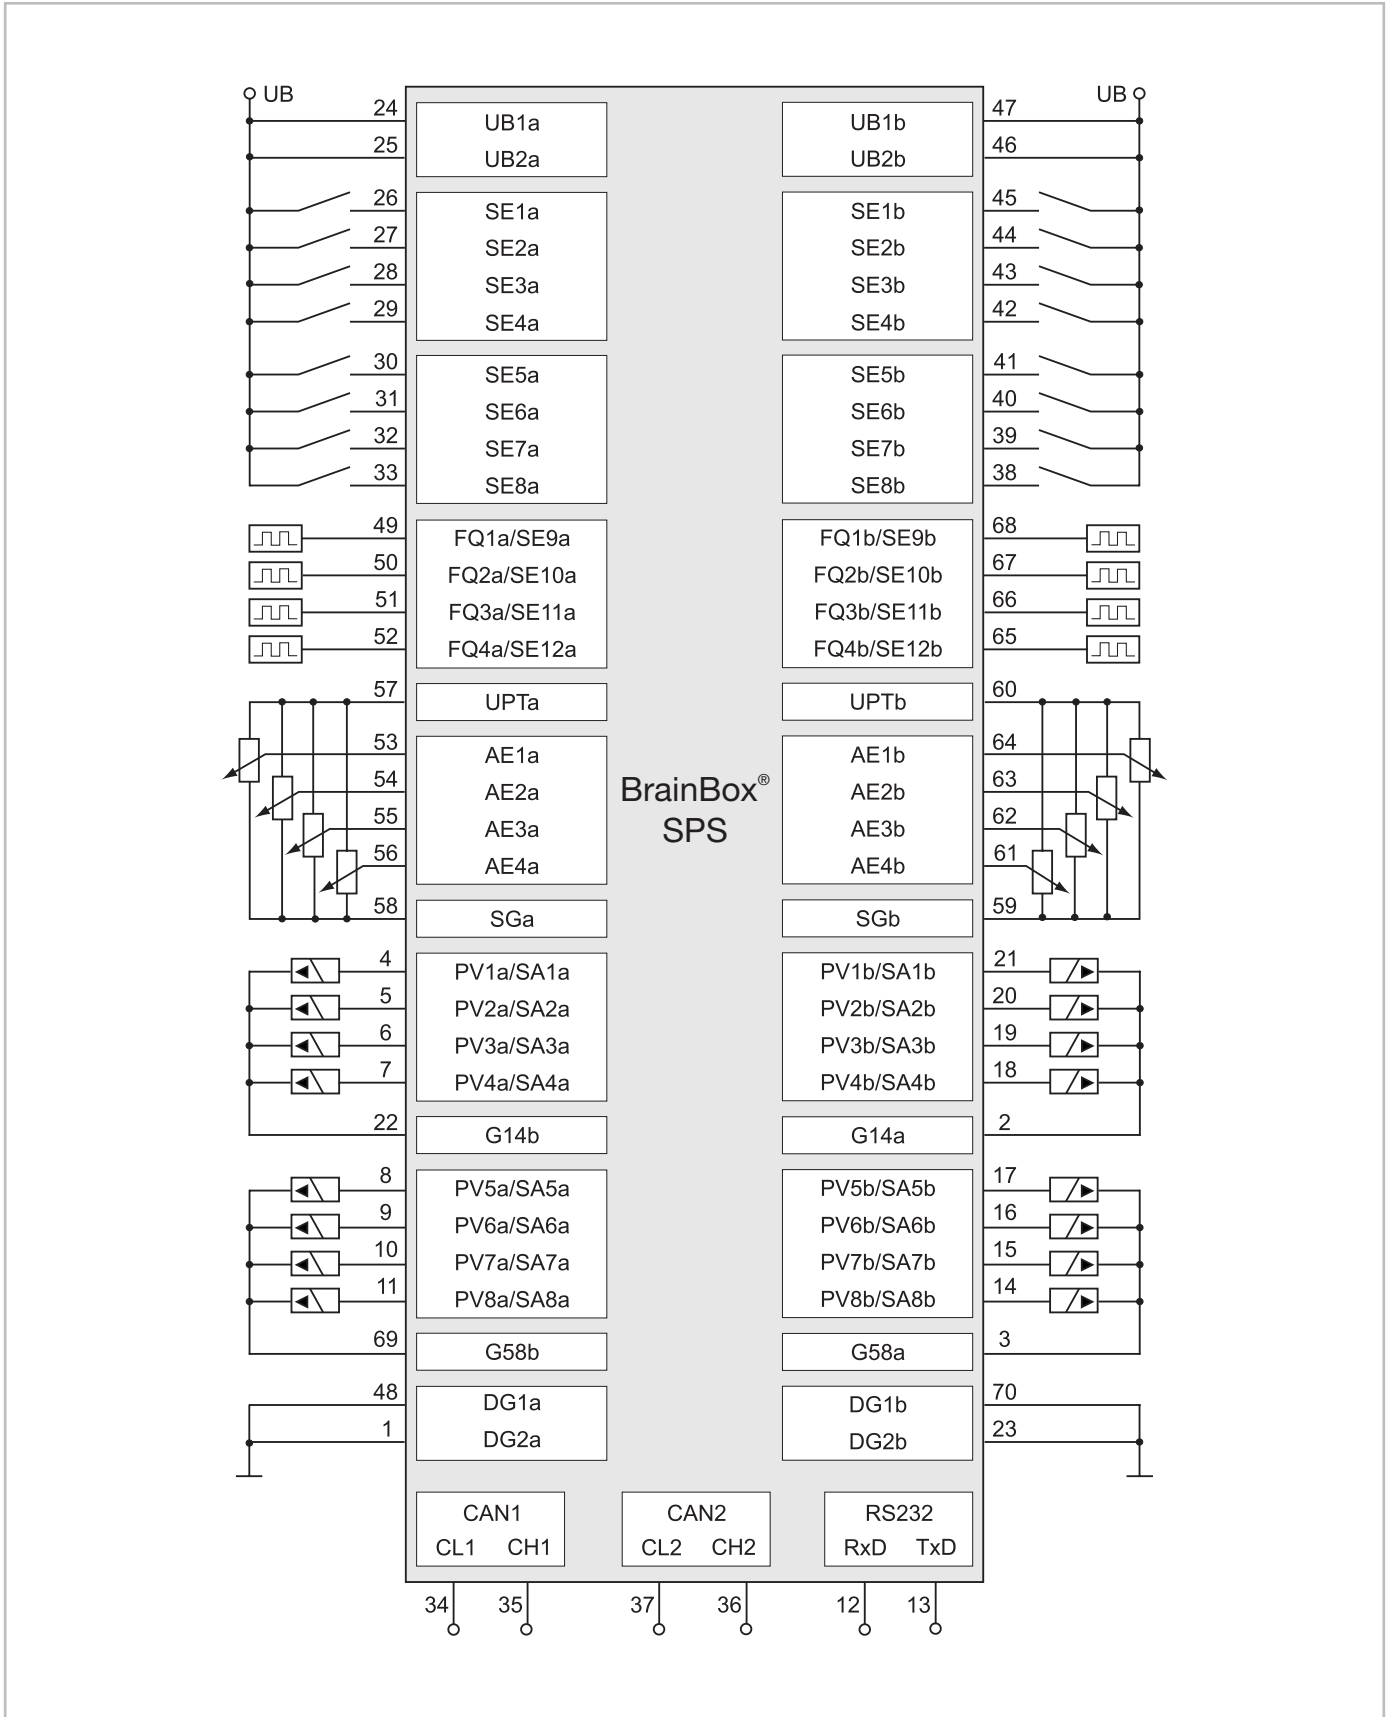 UB UB
24 UB1a UB1b 47
25 UB2a UB2b 46
26 SE1a SE1b 45
27 SE2a SE2b 44
28 SE3a SE3b 43
29 SE4a SE4b 42
30 SE5a SE5b 41
31 SE6a SE6b 40
32 SE7a SE7b 39
33 SE8a SE8b 38
49 FQ1a/SE9a FQ1b/SE9b 68
50 FQ2a/SE10a FQ2b/SE10b 67
51 FQ3a/SE11a FQ3b/SE11b 66
52 FQ4a/SE12a FQ4b/SE12b 65
57 UPTa UPTb 60
53 AE1a AE1b 64
54 AE2a BrainBox® AE2b 63
55 AE3a SPS AE3b 62
56 AE4a AE4b 61
58 SGa SGb 59
4 PV1a/SA1a PV1b/SA1b 21
5 PV2a/SA2a PV2b/SA2b 20
6 PV3a/SA3a PV3b/SA3b 19
7 PV4a/SA4a PV4b/SA4b 18
22 G14b G14a 2
8 PV5a/SA5a PV5b/SA5b 17
9 PV6a/SA6a PV6b/SA6b 16
10 PV7a/SA7a PV7b/SA7b 15
11 PV8a/SA8a PV8b/SA8b 14
69 G58b G58a 3
48 DG1a DG1b 70
1 DG2a DG2b 23
CAN1 CAN2 RS232
CL1 CH1 CL2 CH2 RxD TxD
34 35 37 36 12 13